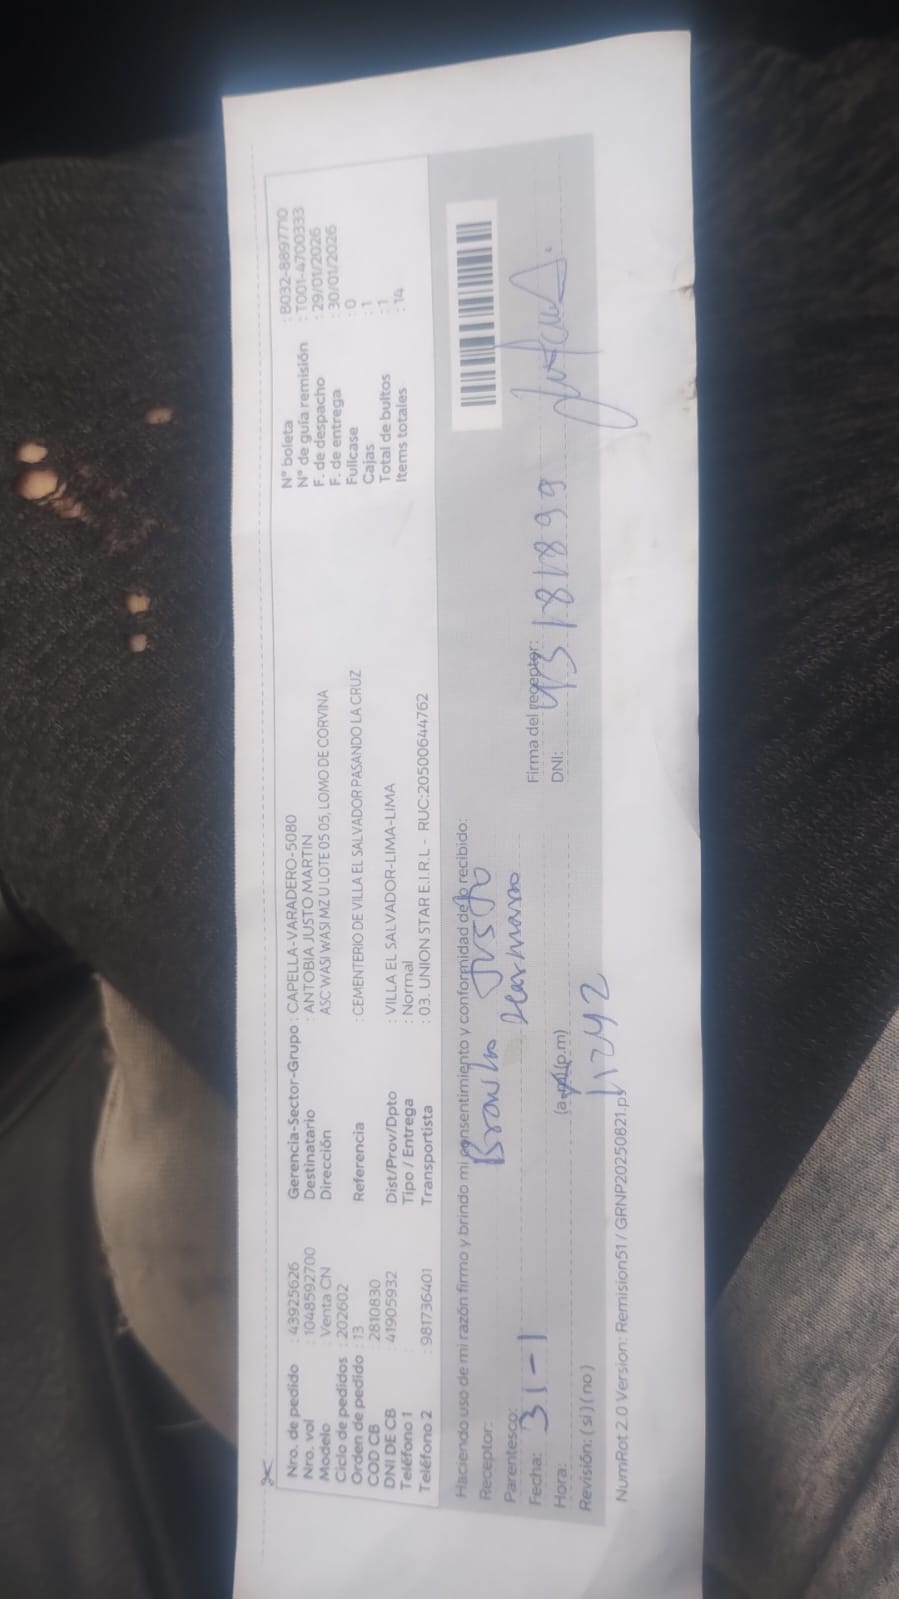 Nro. de pedido : 43925626
Nro. vol : 1048592700
Modelo : Venta CN
Ciclo de pedidos : 202602
Orden de pedido : 13
COD CB : 2810830
DNI DE CB : 41905932
Teléfono 1 :
Teléfono 2 : 981736401
Gerencia-Sector-Grupo : CAPELLA-VARADERO-5080
Destinatario : ANTOBIA JUSTO MARTIN
Dirección ASC WASI WASI MZ U LOTE 05 05, LOMO DE CORVINA
Referencia : CEMENTERIO DE VILLA EL SALVADOR PASANDO LA CRUZ
Dist/Prov/Dpto : VILLA EL SALVADOR-LIMA-LIMA
Tipo / Entrega : Normal
Transportista : 03. UNION STAR E.I.R.L - RUC:20500644762
N° boleta : B032-8897710
N° de guía remisión : T001-4700333
F. de despacho : 29/01/2026
F. de entrega : 30/01/2026
Fullcase : 0
Cajas : 1
Total de bultos : 1
Items totales : 14
Haciendo uso de mi razón firmo y brindo mi consentimiento y conformidad de lo recibido:
Receptor: Justo
Parentesco: Hermano
Fecha: 31-1
Hora: (a.m)(p.m) 1242
Revisión: ( si ) ( no )
Firma del receptor:
DNI:
NumRot 2.0 Version: Remision51 / GRNP20250821.ps